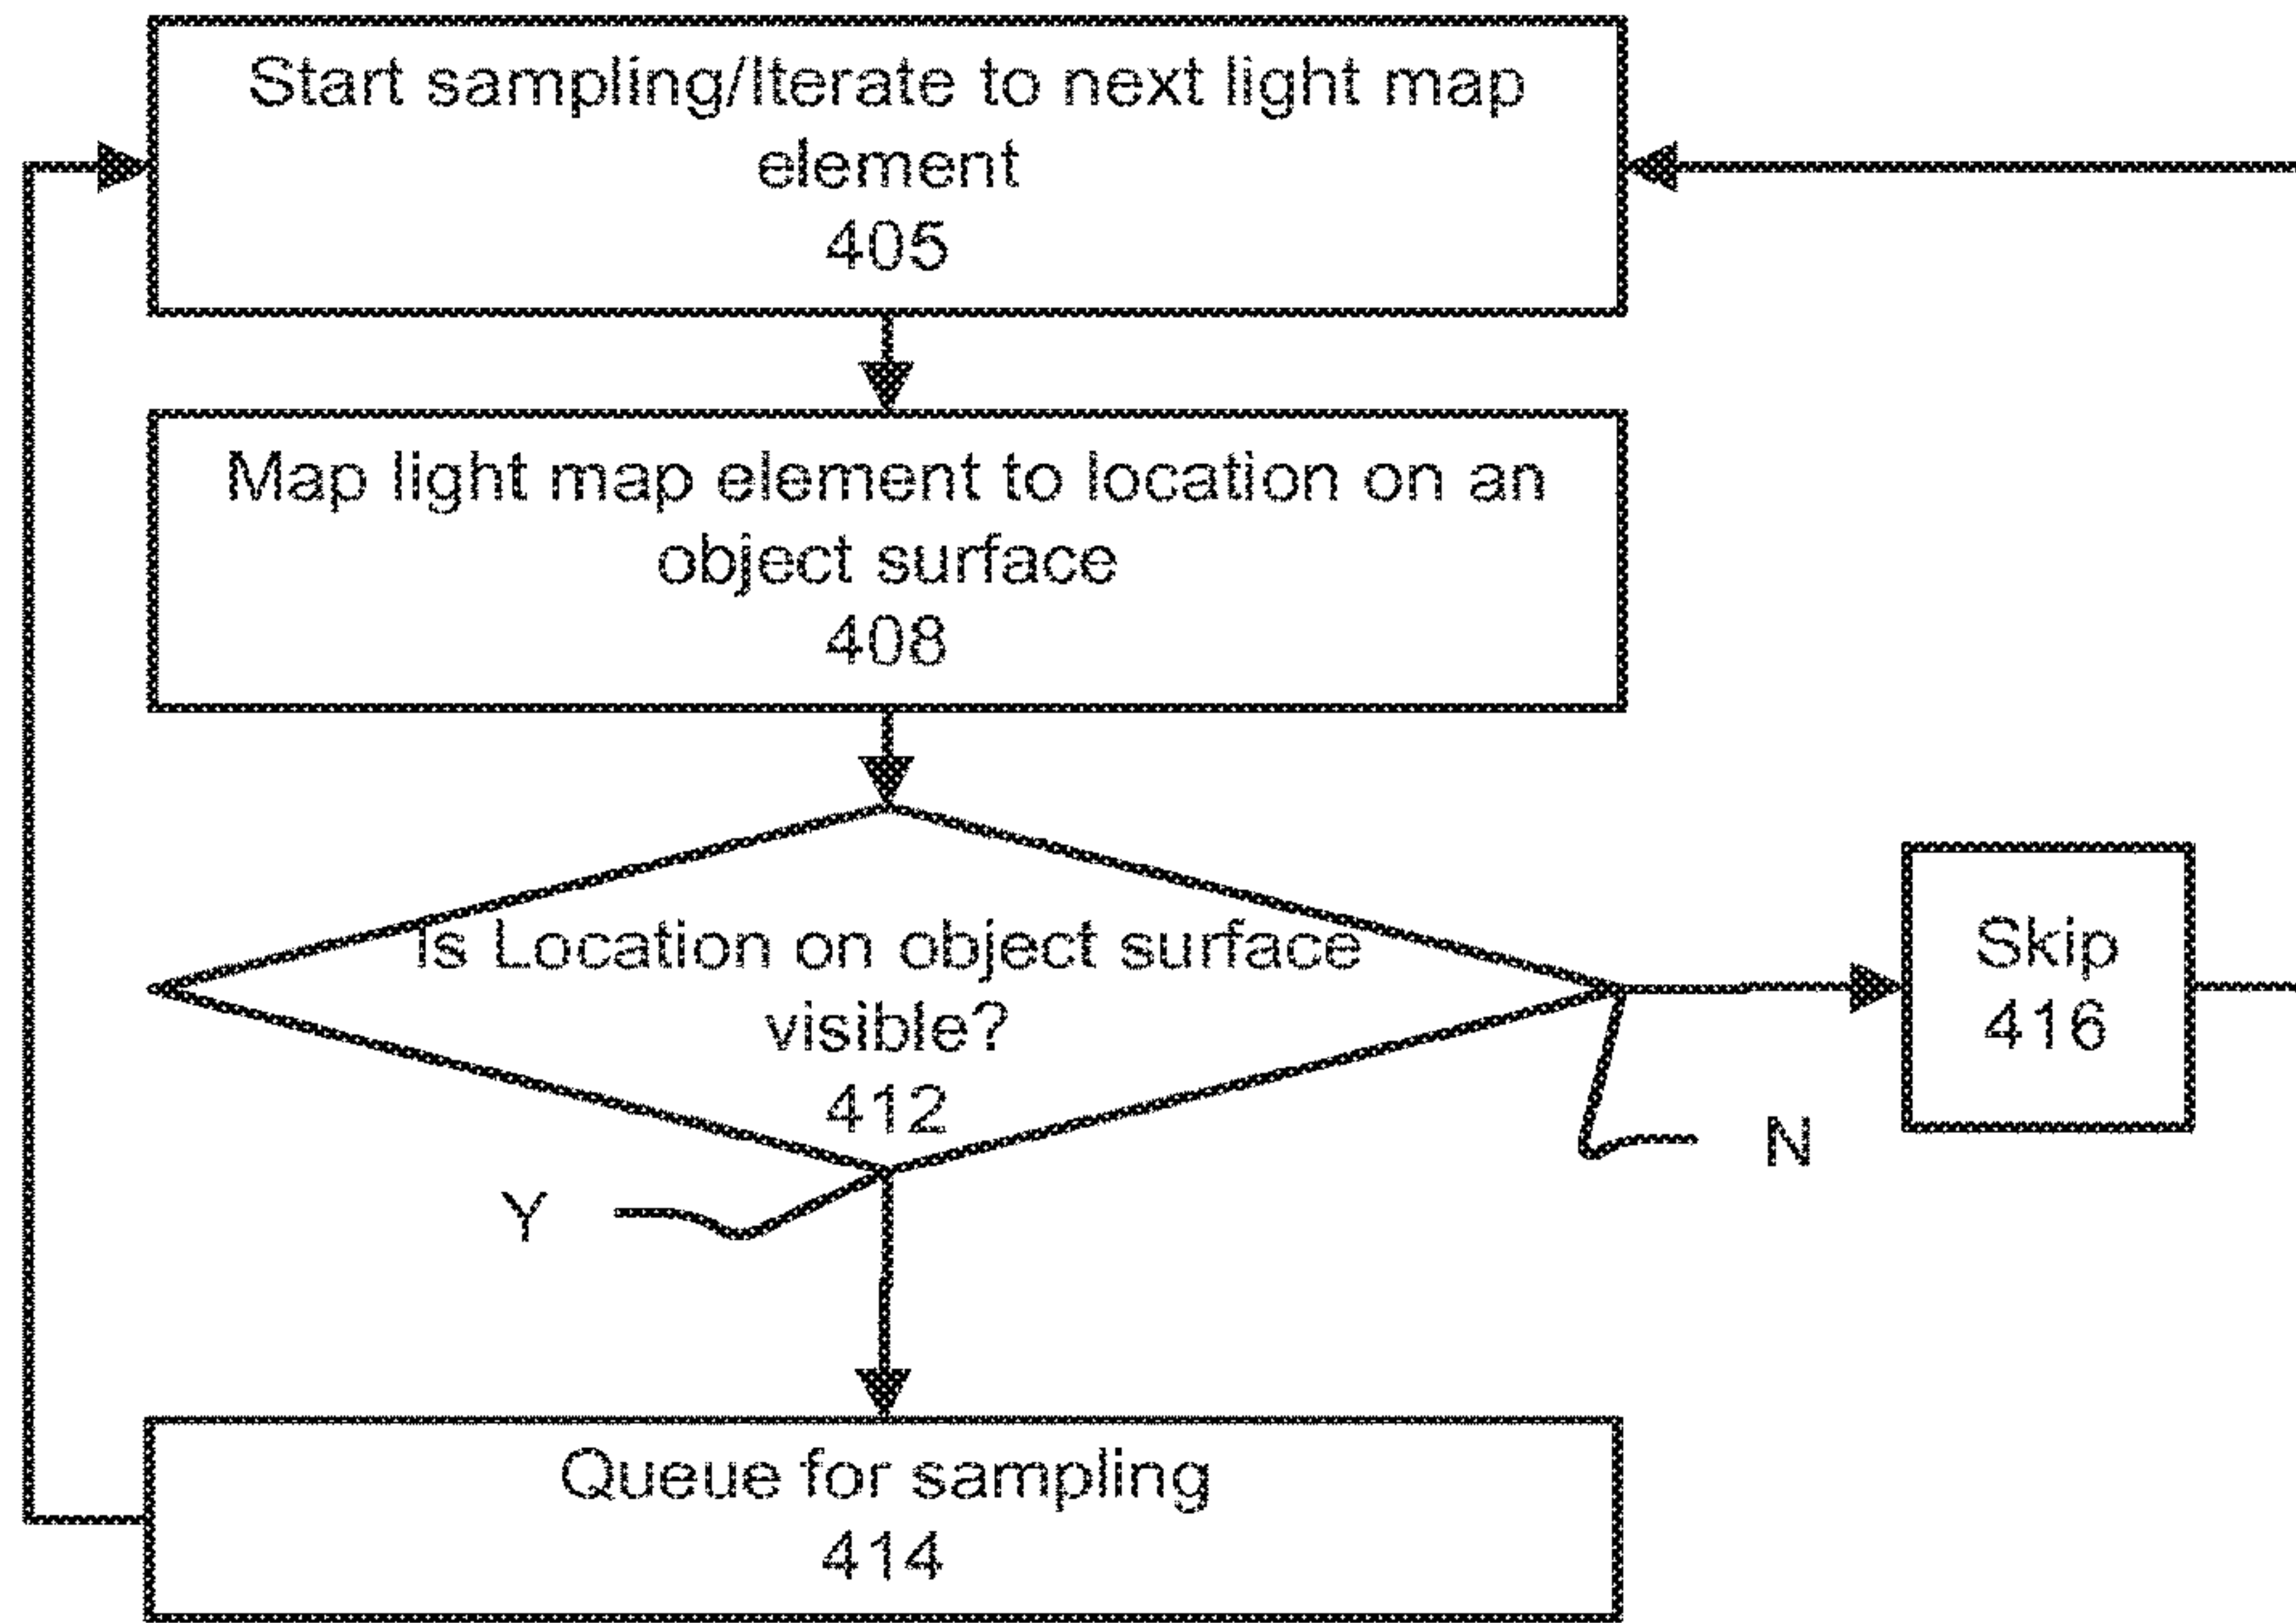 Start sampling/Iterate to next light map
element
405
Map light map element to location on an
object surface
408
Is Location on object surface
visible?
412
Skip
416
N
Y
Queue for sampling
414